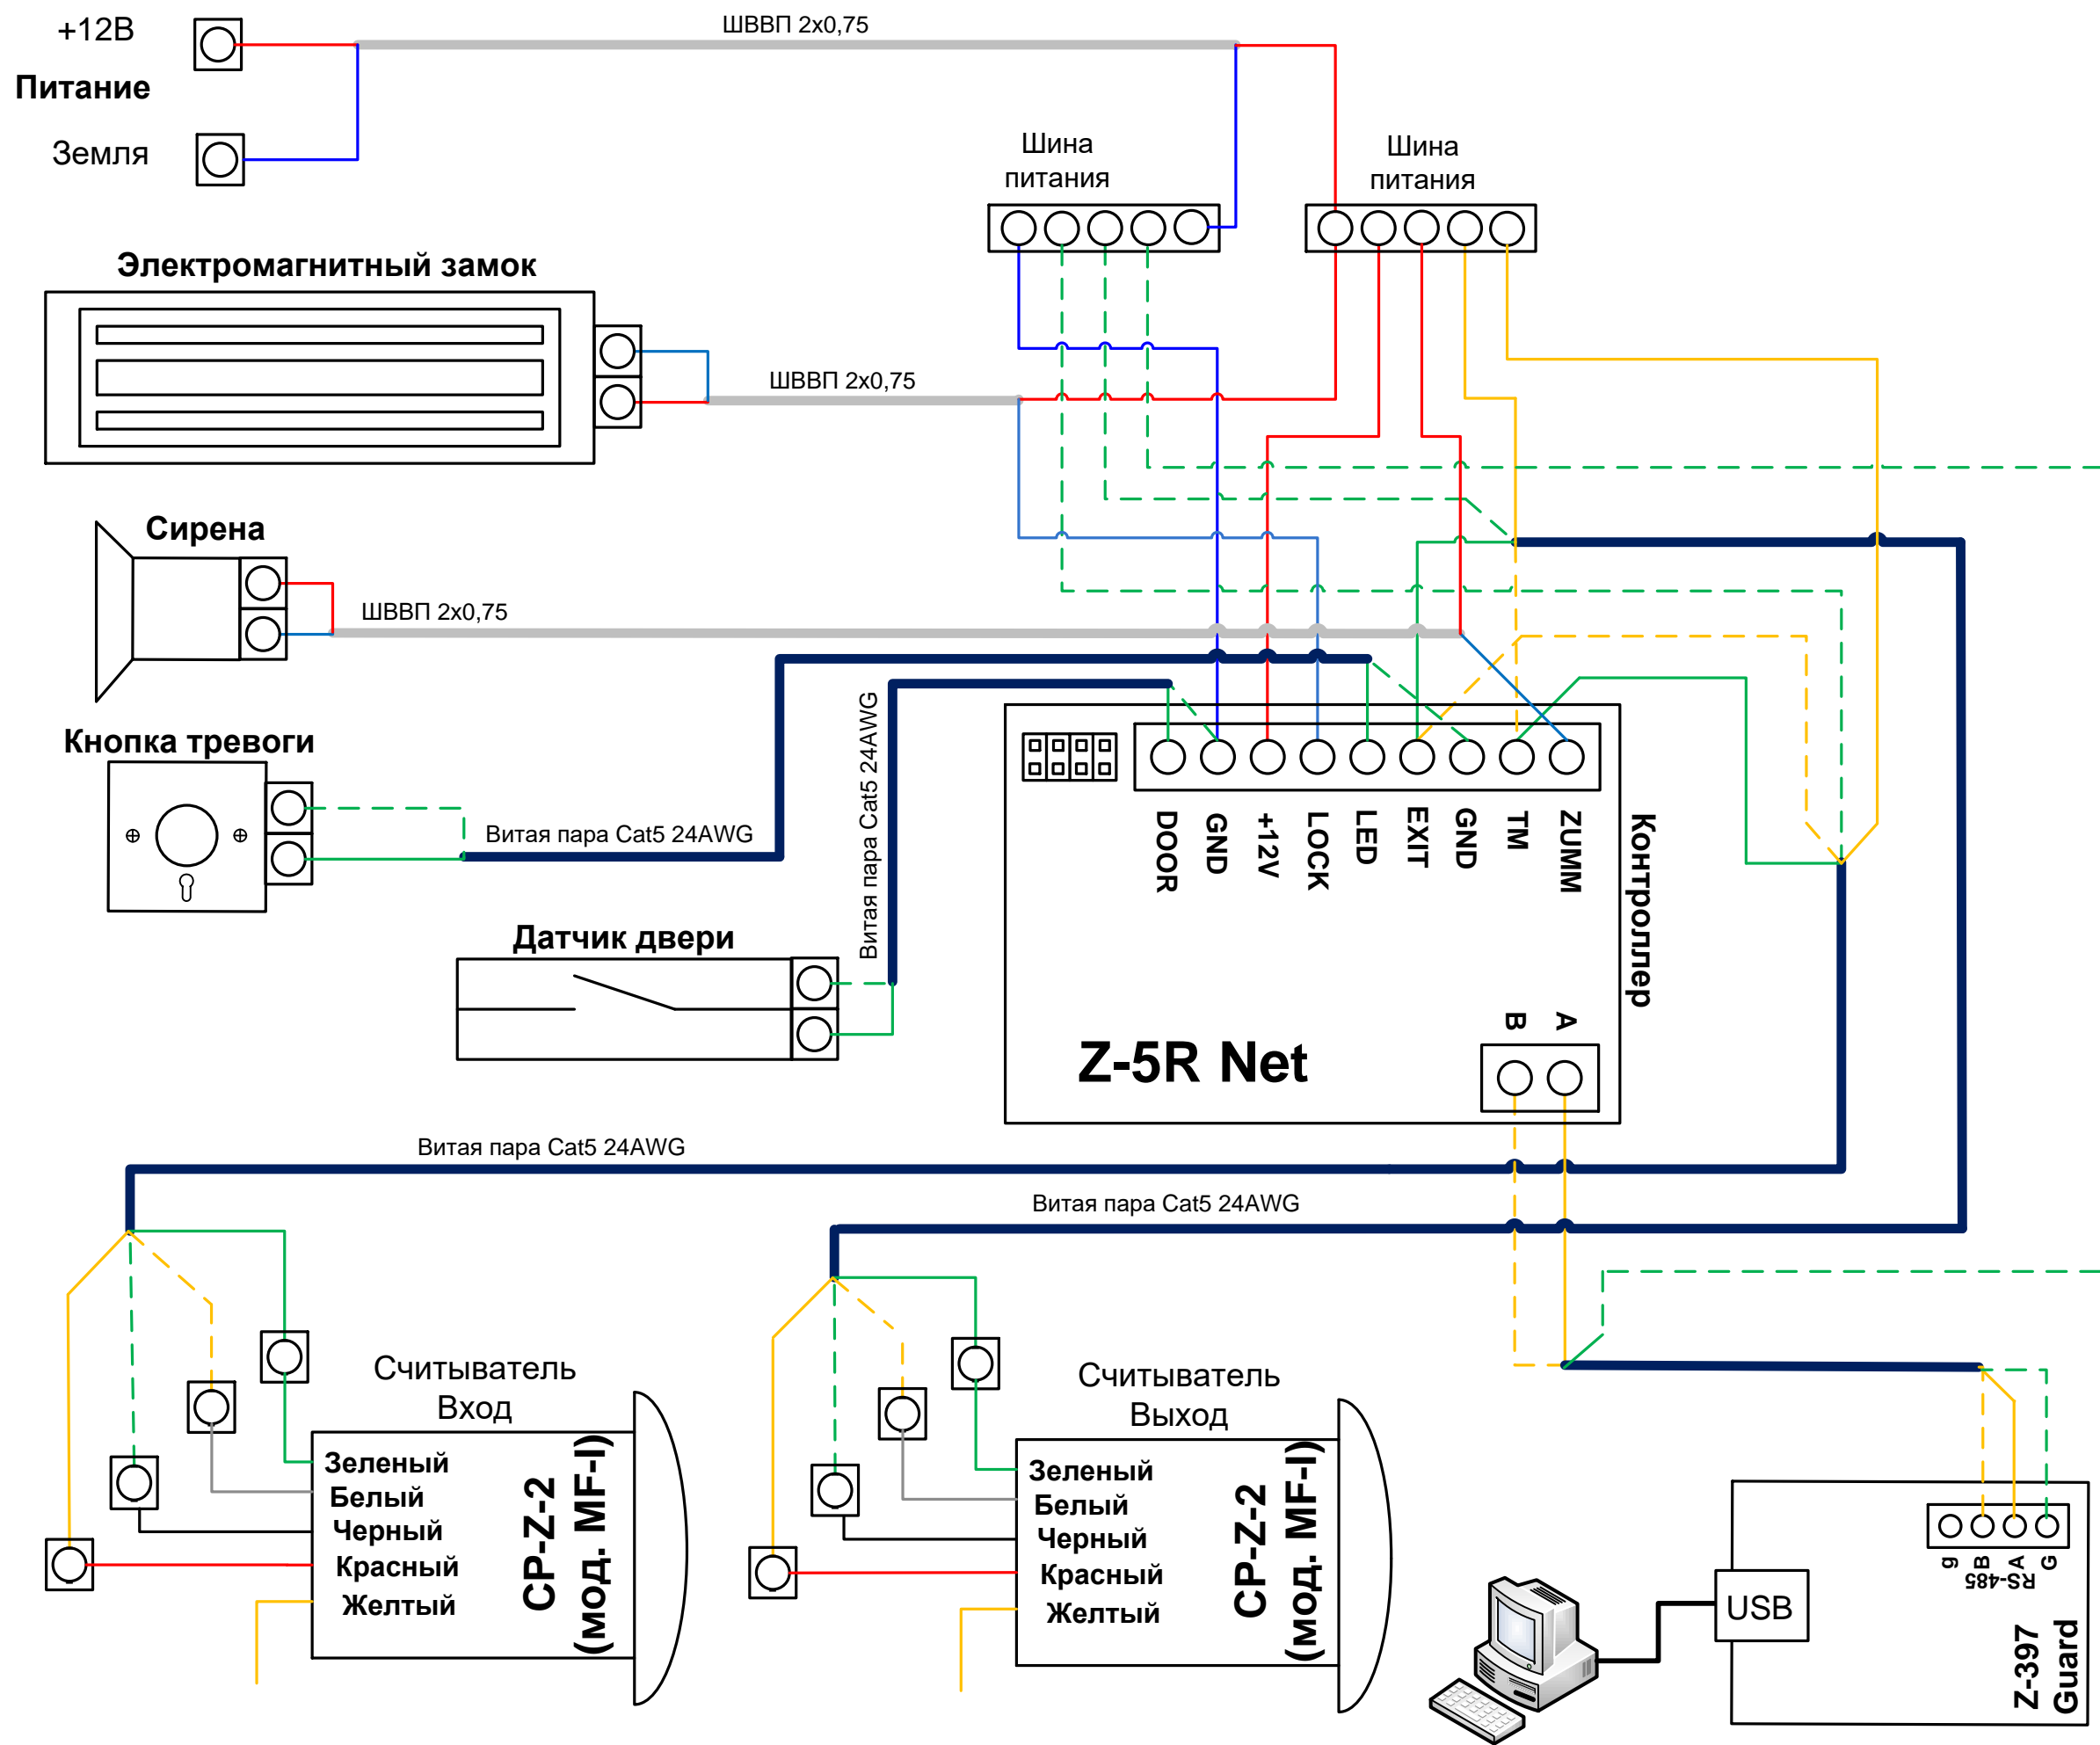 +12В
ШВВП 2х0,75
Питание
Земля
Шина
питания
Шина
питания
Электромагнитный замок
ШВВП 2х0,75
Сирена
ШВВП 2х0,75
Кнопка тревоги
Витая пара Cat5 24AWG
Витая пара Cat5 24AWG
Датчик двери
DOOR
GND
+12V
LOCK
LED
EXIT
GND
TM
ZUMM
Контроллер
B
A
Z-5R Net
Витая пара Cat5 24AWG
Витая пара Cat5 24AWG
Считыватель
Вход
Зеленый
Белый
Черный
Красный
Желтый
CP-Z-2
(мод. MF-I)
Считыватель
Выход
Зеленый
Белый
Черный
Красный
Желтый
CP-Z-2
(мод. MF-I)
g
B
A
G
RS-485
USB
Z-397
Guard